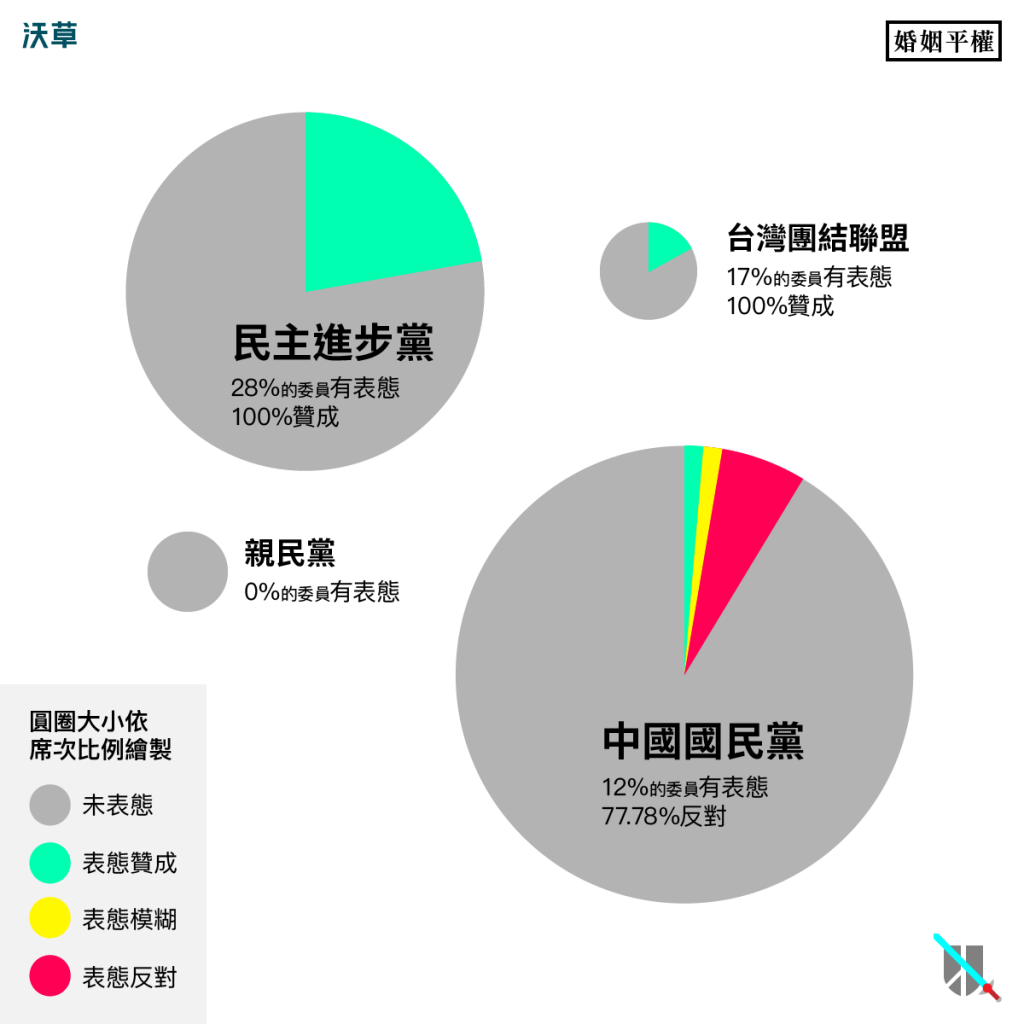 沃草
婚姻平權
民主進步黨
28%的委員有表態
100%贊成
台灣團結聯盟
17%的委員有表態
100%贊成
親民黨
0%的委員有表態
中國國民黨
12%的委員有表態
77.78%反對
圓圈大小依
席次比例繪製
未表態
表態贊成
表態模糊
表態反對